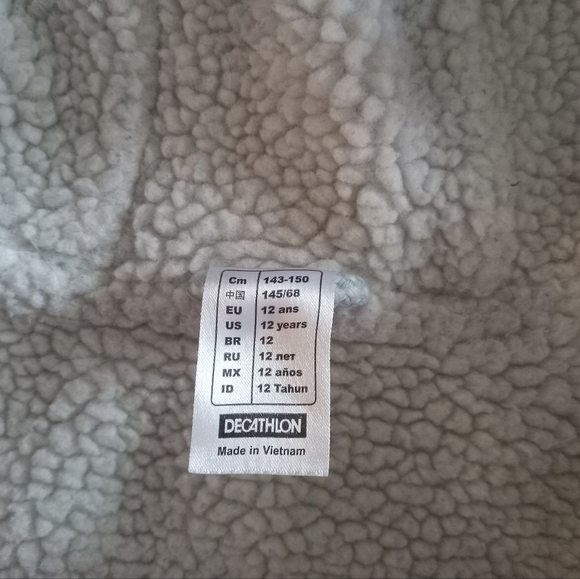 Cm 143-150
中国 145/68
EU 12 ans
US 12 years
BR 12
RU 12 лет
MX 12 años
ID 12 Tahun
DECATHLON
Made in Vietnam